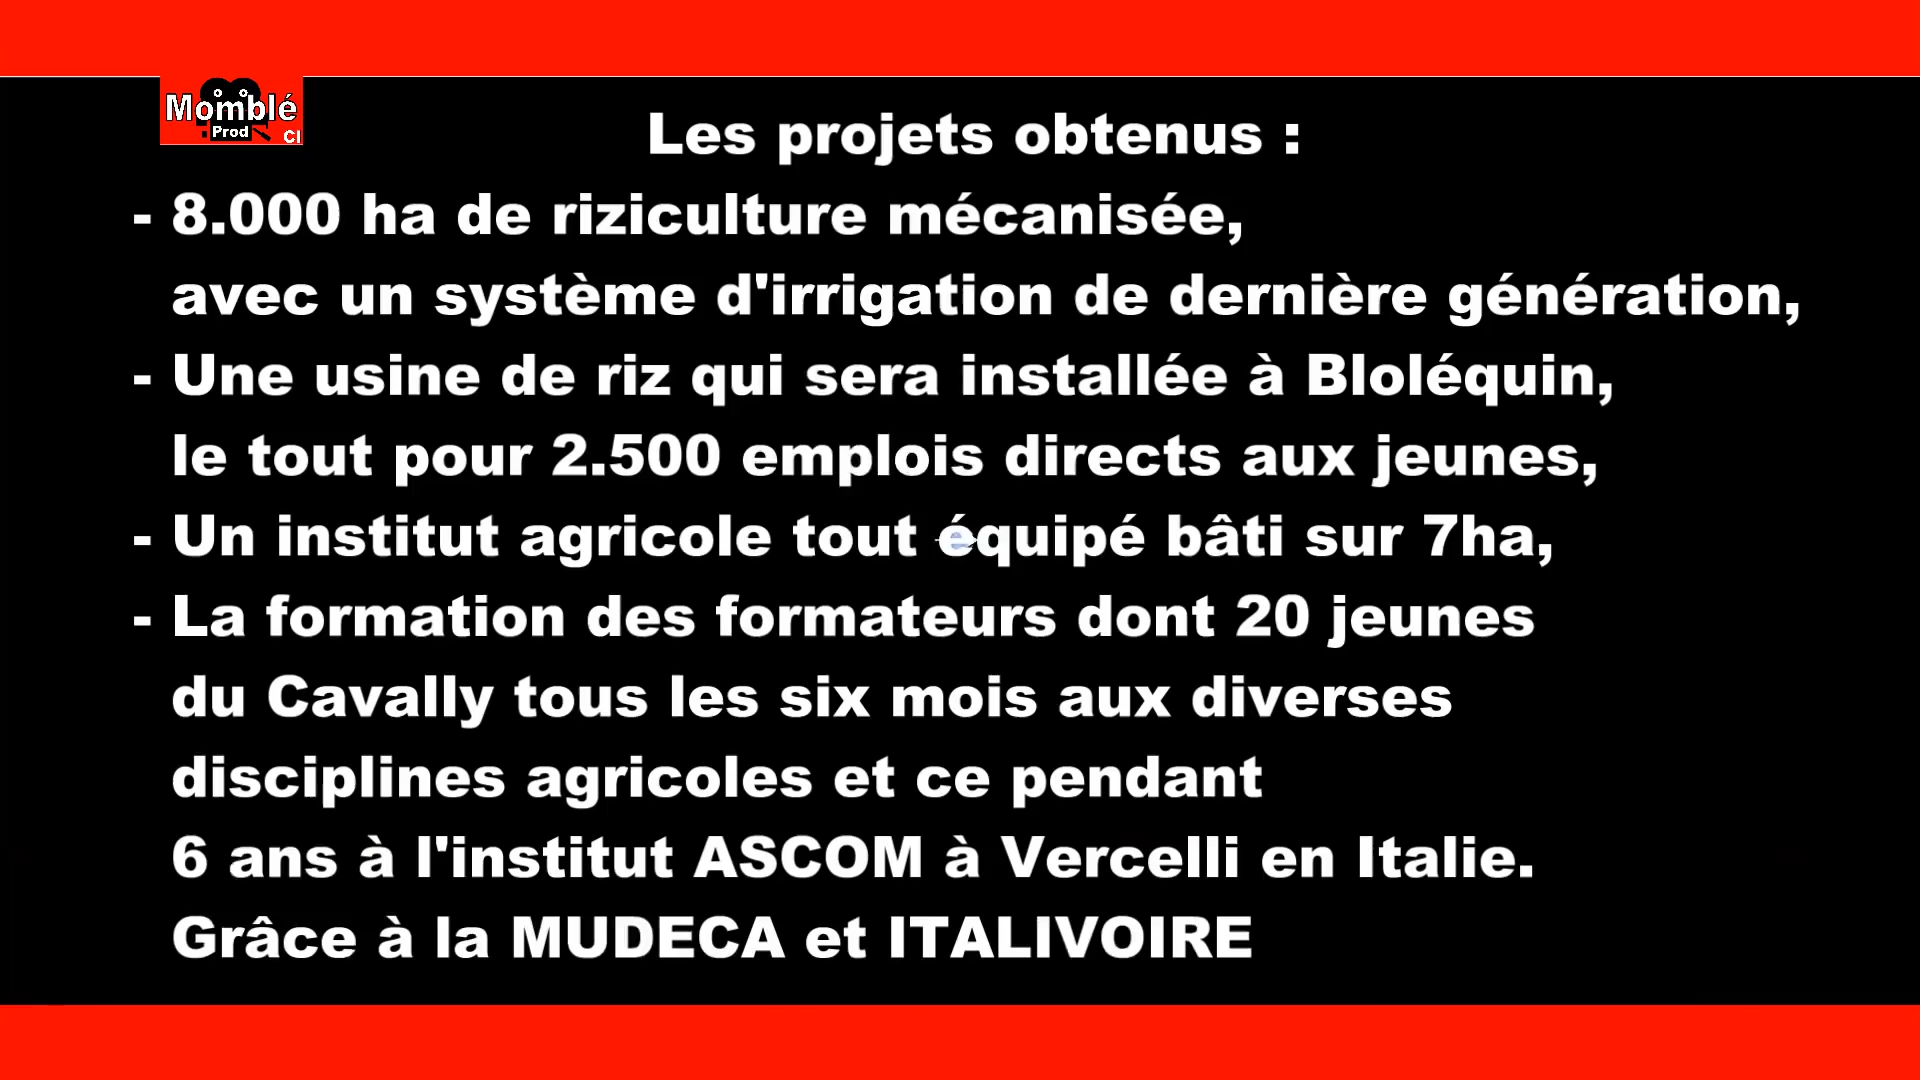 Momblé
Prod
CI
Les projets obtenus :
- 8.000 ha de riziculture mécanisée,
avec un système d'irrigation de dernière génération,
- Une usine de riz qui sera installée à Bloléquin,
le tout pour 2.500 emplois directs aux jeunes,
- Un institut agricole tout équipé bâti sur 7ha,
- La formation des formateurs dont 20 jeunes
du Cavally tous les six mois aux diverses
disciplines agricoles et ce pendant
6 ans à l'institut ASCOM à Vercelli en Italie.
Grâce à la MUDECA et ITALIVOIRE